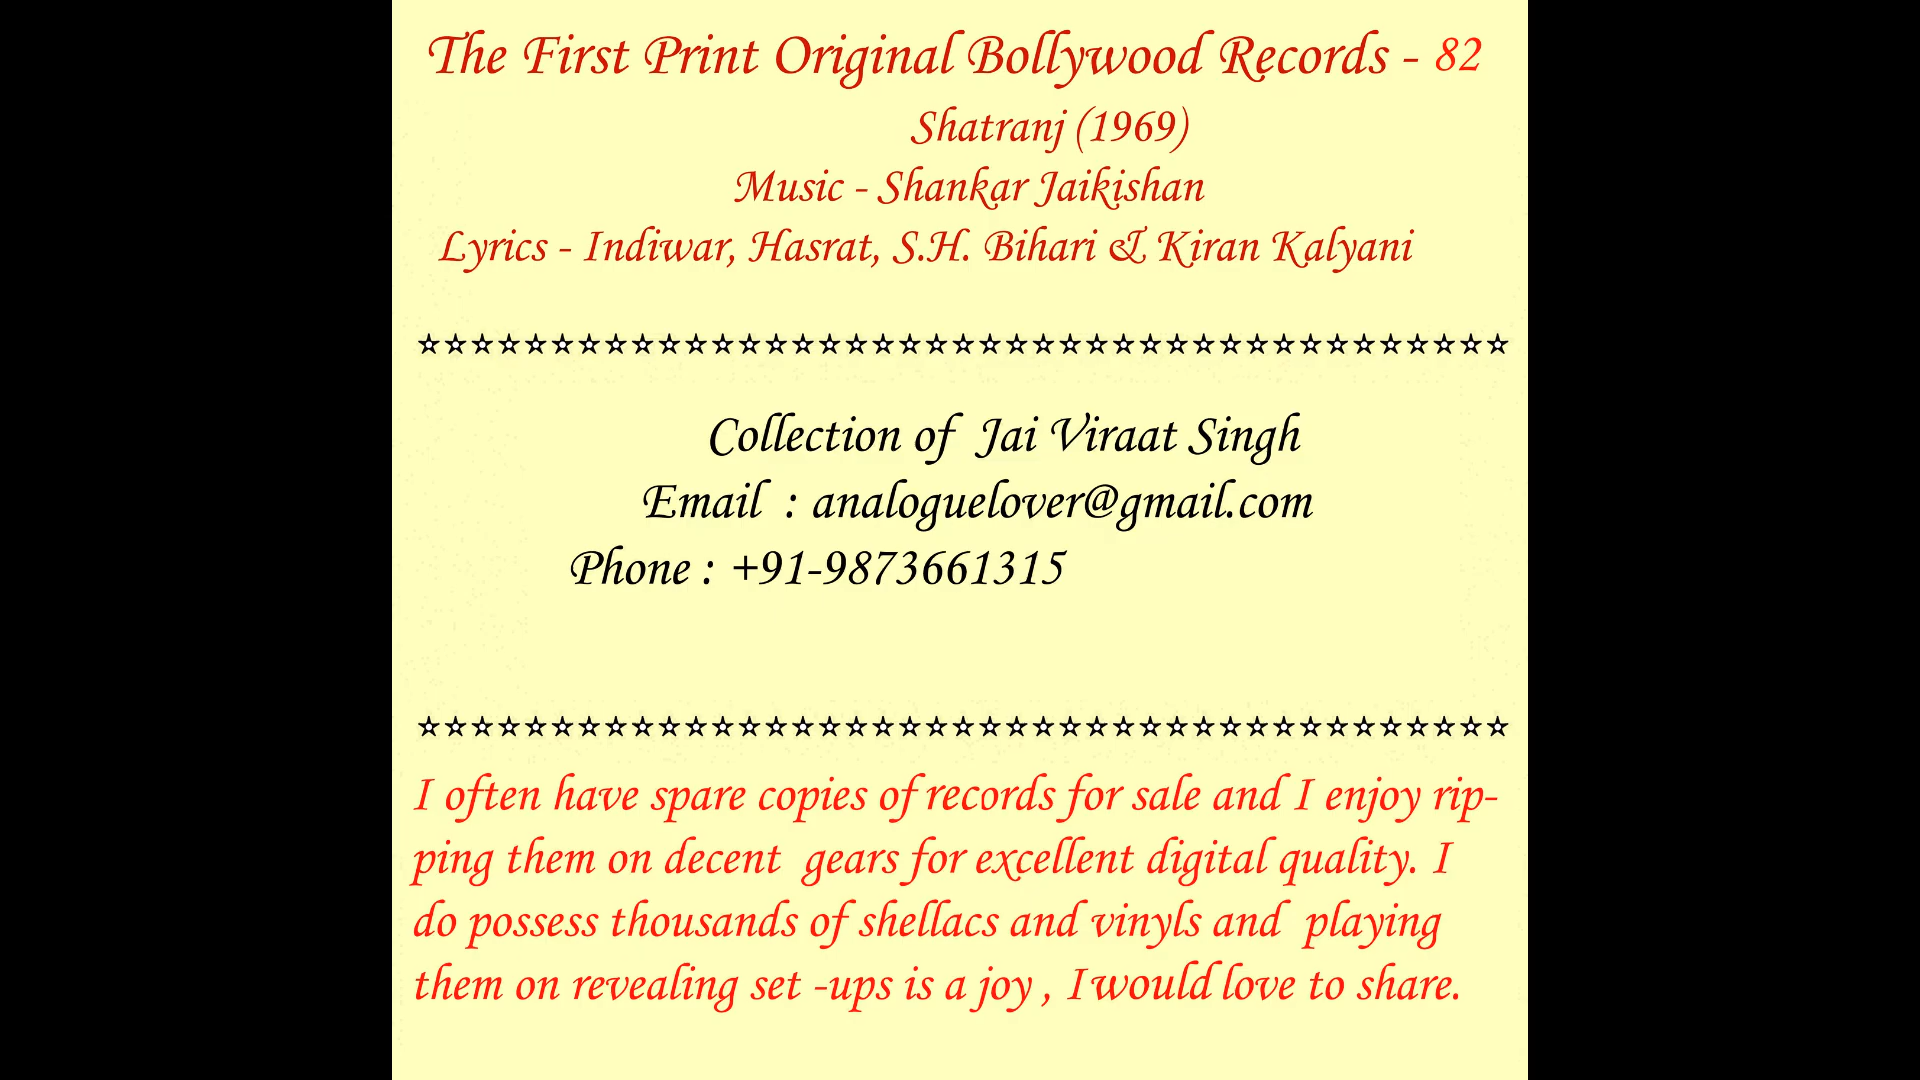 The First Print Original Bollywood Records - 82
Shatranj (1969)
Music - Shankar Jaikishan
Lyrics - Indiwar, Hasrat, S.H. Bihari & Kiran Kalyani
Collection of Jai Viraat Singh
Email : analoguelover@gmail.com
Phone : +91-9873661315
I often have spare copies of records for sale and I enjoy rip-
ping them on decent gears for excellent digital quality. I
do possess thousands of shellacs and vinyls and playing
them on revealing set -ups is a joy , I would love to share.